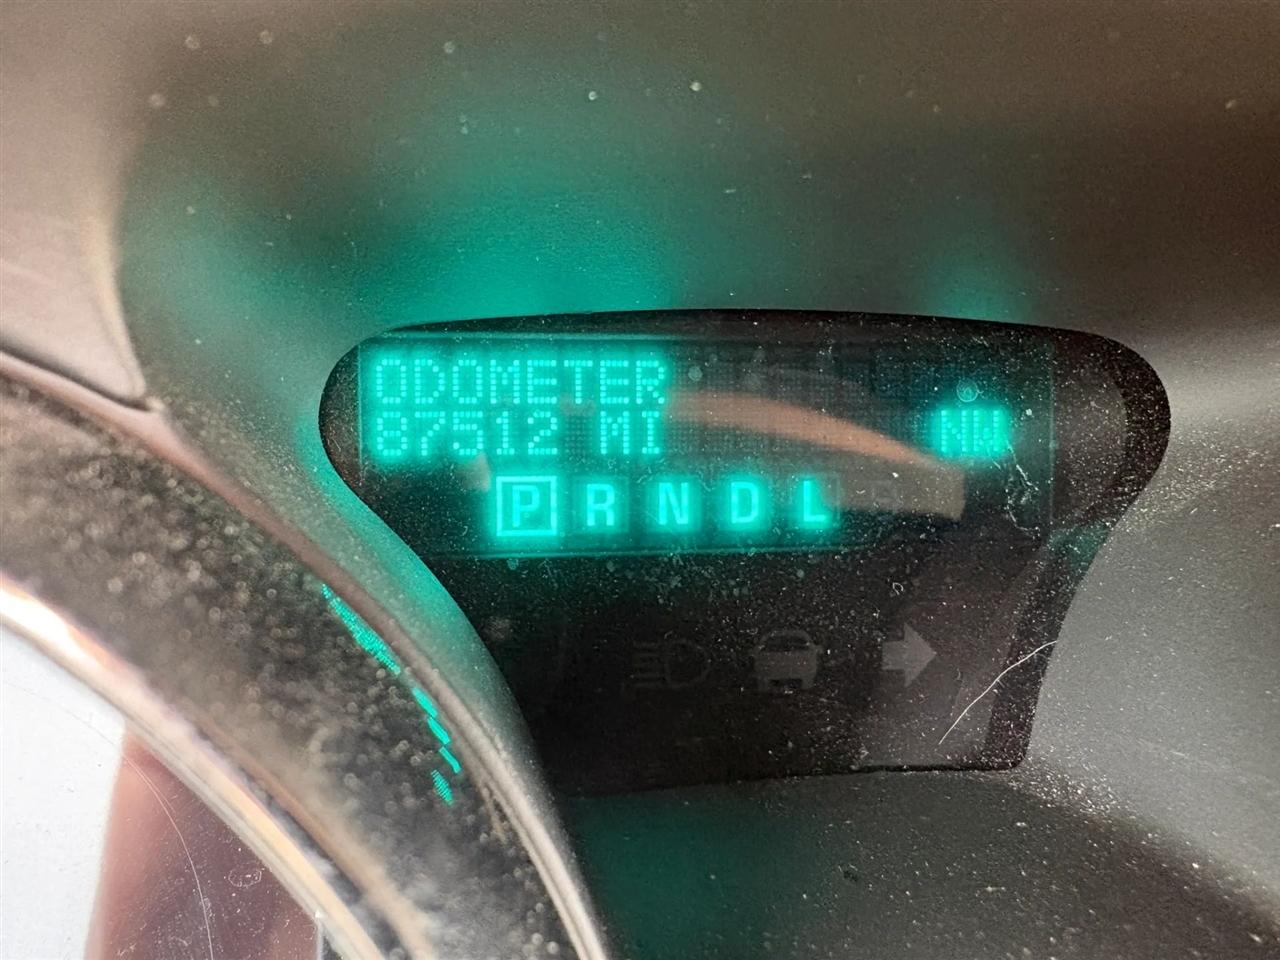 ODOMETER
87512 MI NW
P R N D L